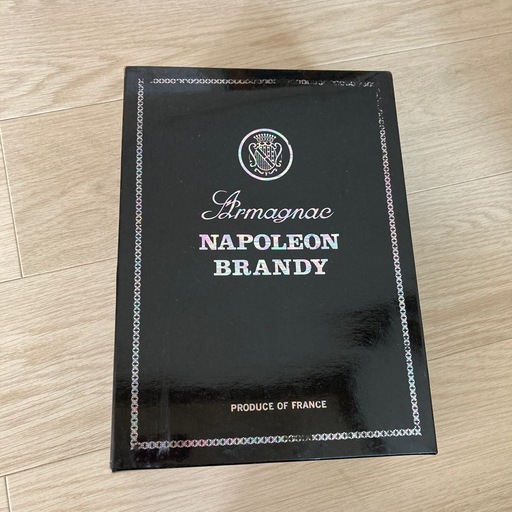 N
Armagnac
NAPOLEON
BRANDY
PRODUCE OF FRANCE